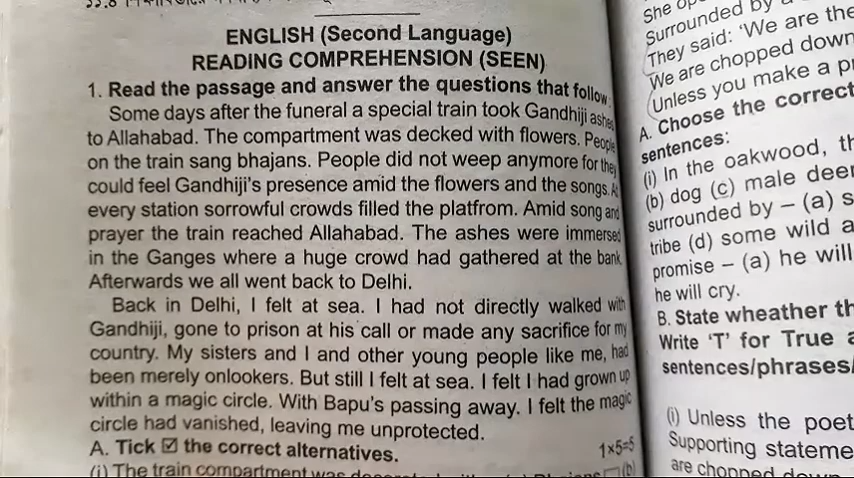 ENGLISH (Second Language)
READING COMPREHENSION (SEEN)
1. Read the passage and answer the questions that follow:
Some days after the funeral a special train took Gandhiji ashes
to Allahabad. The compartment was decked with flowers. People
on the train sang bhajans. People did not weep anymore for they
could feel Gandhiji's presence amid the flowers and the songs. At
every station sorrowful crowds filled the platfrom. Amid song and
prayer the train reached Allahabad. The ashes were immersed
in the Ganges where a huge crowd had gathered at the bank.
Afterwards we all went back to Delhi.
Back in Delhi, I felt at sea. I had not directly walked with
Gandhiji, gone to prison at his call or made any sacrifice for my
country. My sisters and I and other young people like me, had
been merely onlookers. But still I felt at sea. I felt I had grown up
within a magic circle. With Bapu's passing away. I felt the magic
circle had vanished, leaving me unprotected.
A. Tick ☑ the correct alternatives. 1×5=5
(i) The train compartment was
She
Surrounded by
They said: 'We are the
We are chopped down
Unless you make a
A. Choose the correct
sentences:
(i) In the oakwood,
(b) dog (c) male deer
surrounded by – (a)
tribe (d) some wild
promise – (a) he will
he will cry.
B. State wheather
Write 'T' for True
sentences/phrases/
(i) Unless the poet
Supporting
are chopped down